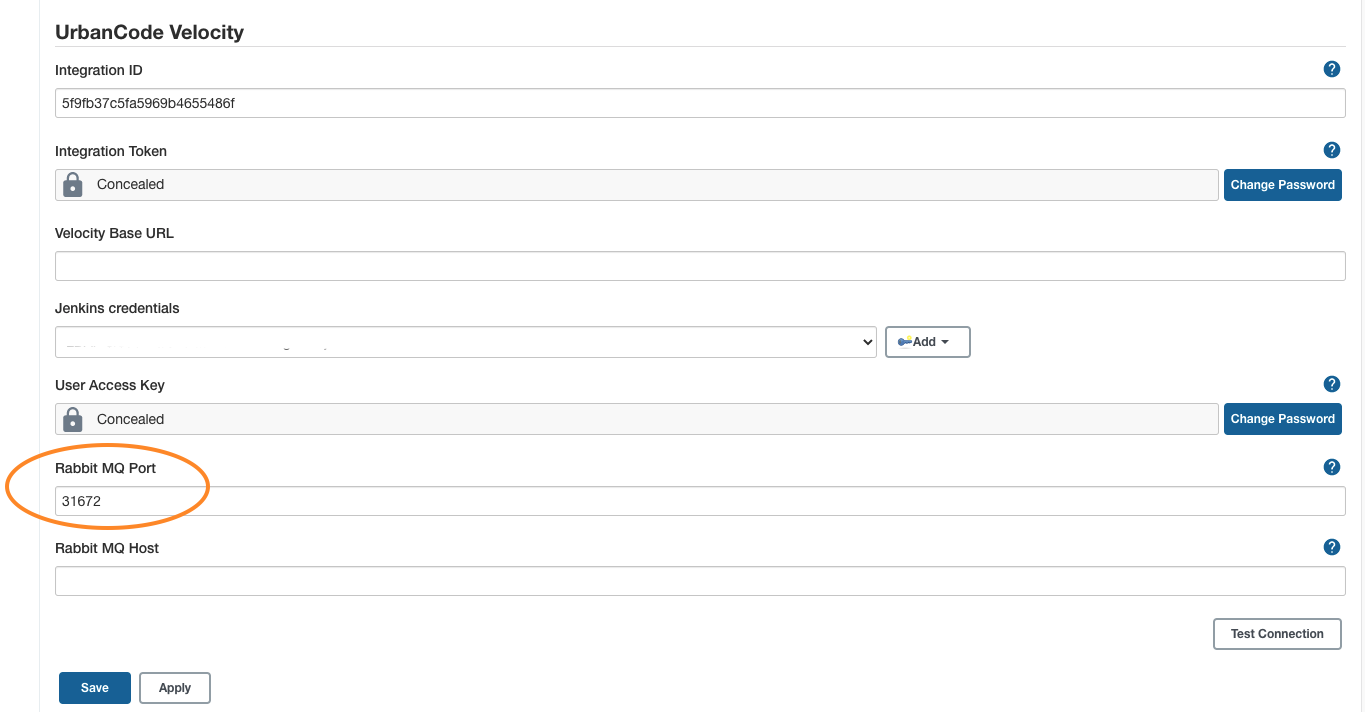 UrbanCode Velocity
Integration ID
?
5f9fb37c5fa5969b4655486f
Integration Token
?
Concealed
Change Password
Velocity Base URL
Jenkins credentials
Add
User Access Key
?
Concealed
Change Password
Rabbit MQ Port
?
31672
Rabbit MQ Host
?
Test Connection
Save
Apply